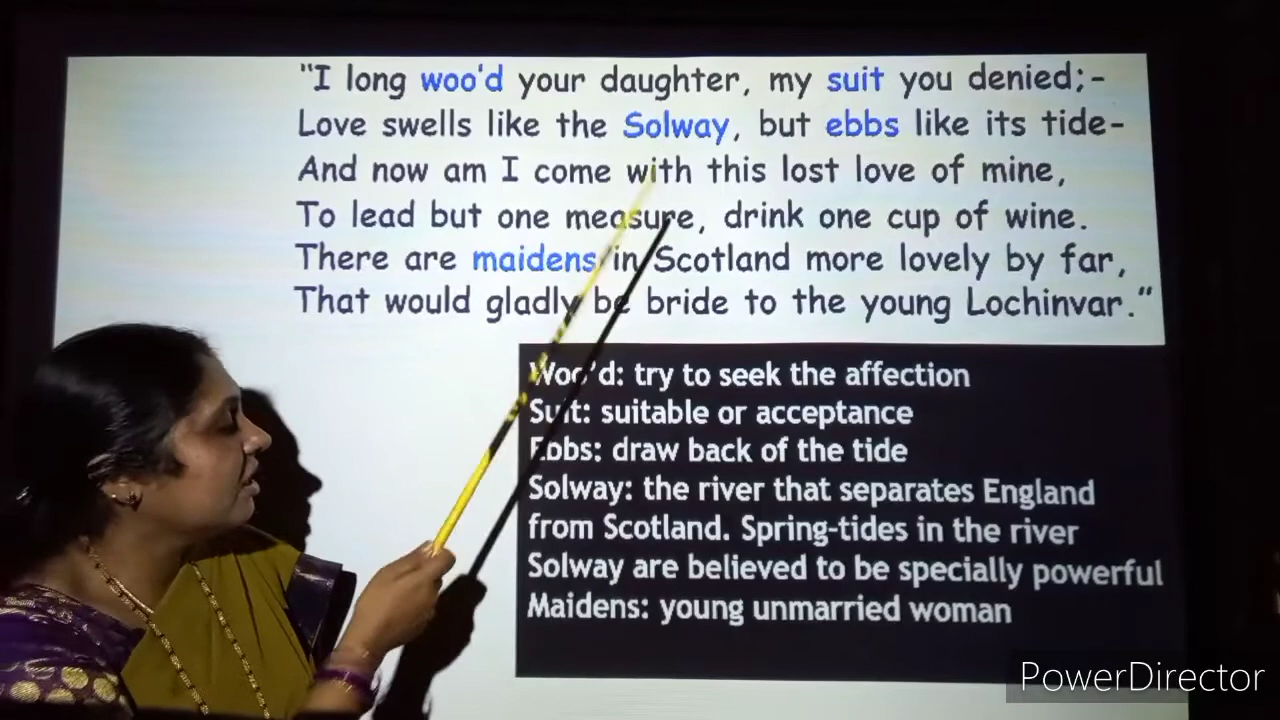 "I long woo'd your daughter, my suit you denied;-
Love swells like the Solway, but ebbs like its tide-
And now am I come with this lost love of mine,
To lead but one measure, drink one cup of wine.
There are maidens in Scotland more lovely by far,
That would gladly be bride to the young Lochinvar."
Woo'd: try to seek the affection
Suit: suitable or acceptance
Ebbs: draw back of the tide
Solway: the river that separates England
from Scotland. Spring-tides in the river
Solway are believed to be specially powerful
Maidens: young unmarried woman
PowerDirector